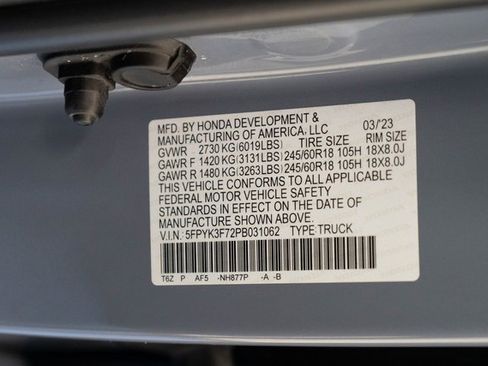 MFD. BY HONDA DEVELOPMENT & 03/'23
MANUFACTURING OF AMERICA, LLC TIRE SIZE RIM SIZE
GVWR 2730 KG (6019LBS)
GAWR F 1420 KG (3131LBS) 245/60R18 105H 18X8.0J
GAWR R 1480 KG (3263LBS) 245/60R18 105H 18X8.0J
THIS VEHICLE CONFORMS TO ALL APPLICABLE
FEDERAL MOTOR VEHICLE SAFETY
STANDARDS IN EFFECT ON THE DATE OF
MANUFACTURE SHOWN ABOVE.
V.I.N.: 5FPYK3F72PB031062 TYPE:TRUCK
T6Z P AF5 -NH877P -A -B